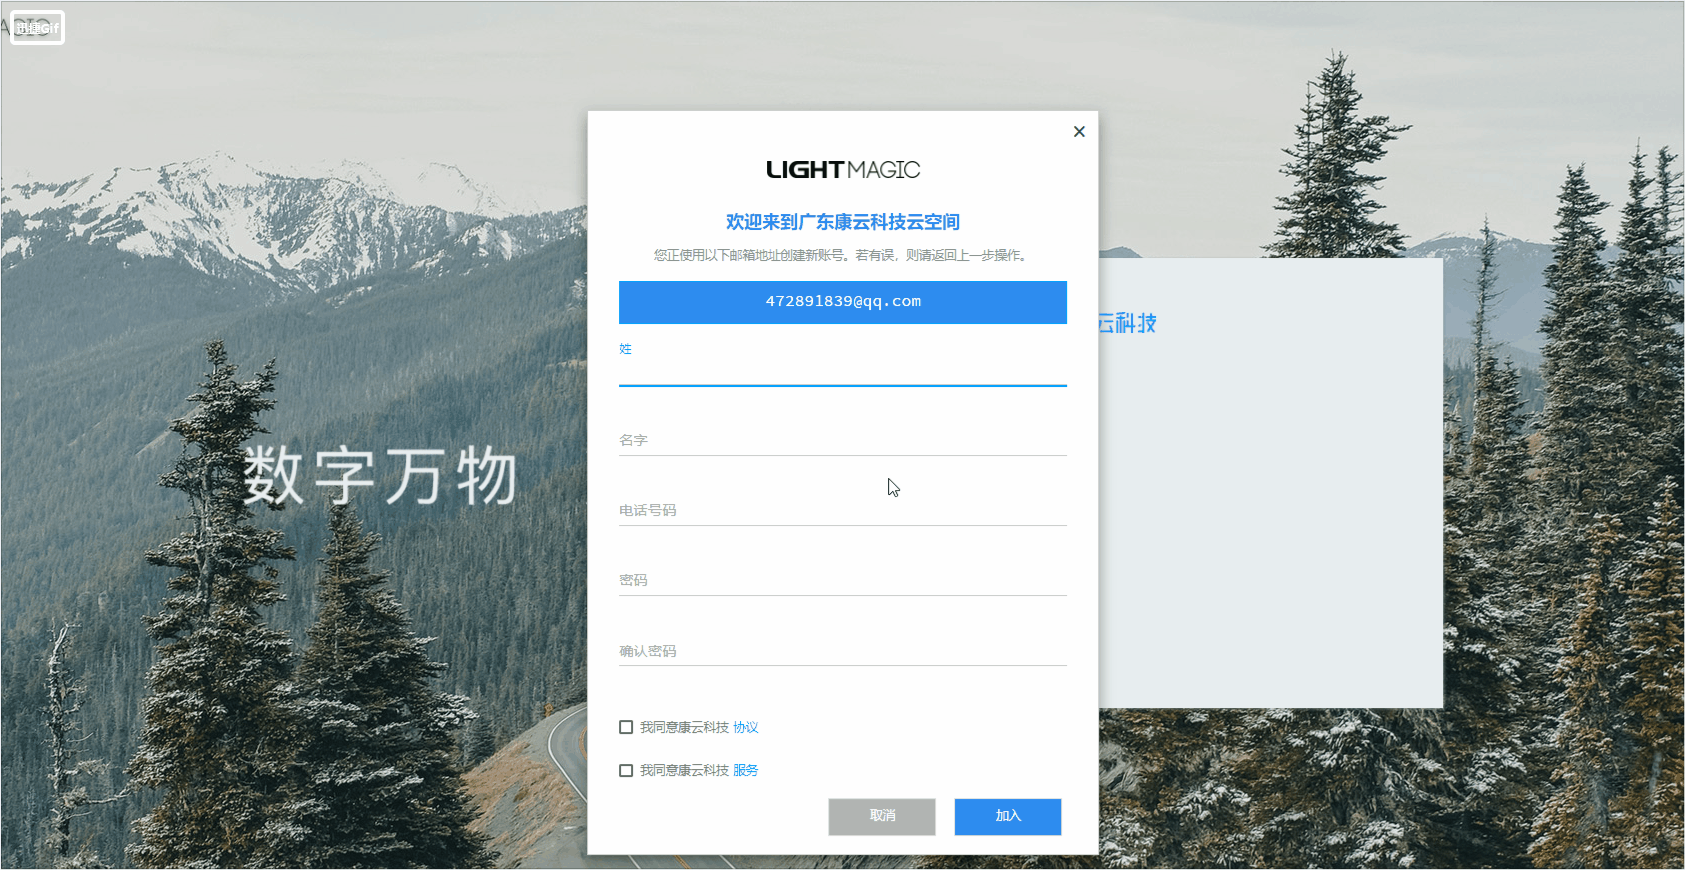 迅捷Gif
LIGHTMAGIC
欢迎来到广东康云科技云空间
您正使用以下邮箱地址创建新账号。若有误，则请返回上一步操作。
472891839@qq.com
姓
云科技
名字
数字万物
电话号码
密码
确认密码
我同意康云科技 协议
我同意康云科技 服务
取消
加入